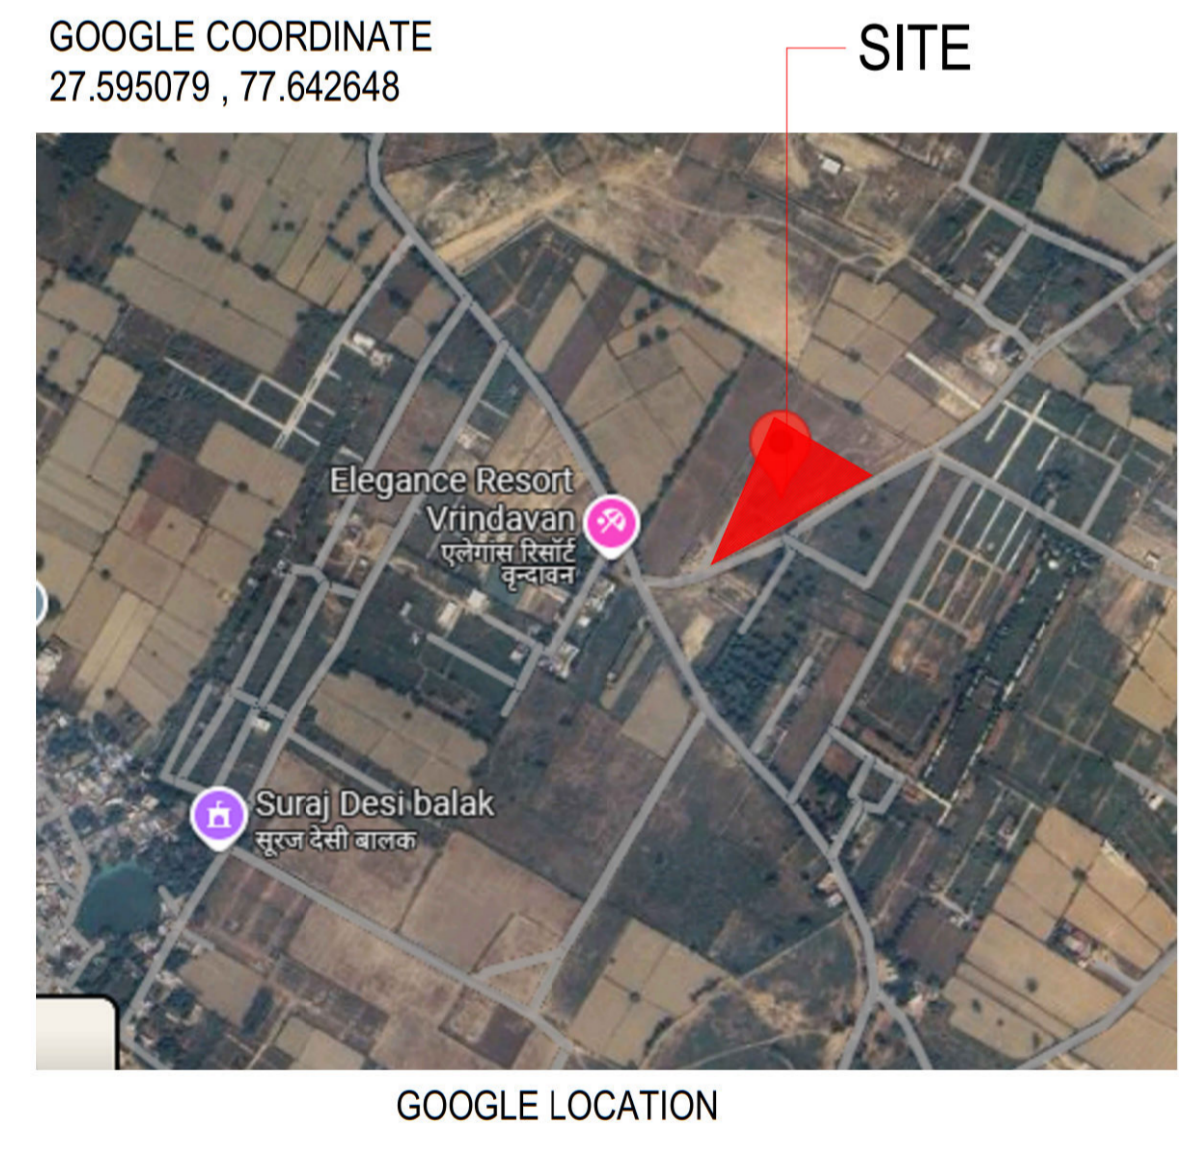 GOOGLE COORDINATE
27.595079 , 77.642648
SITE
Elegance Resort
Vrindavan
एलेगांस रिसॉर्ट
वृन्दावन
Suraj Desi balak
सूरज देसी बालक
GOOGLE LOCATION